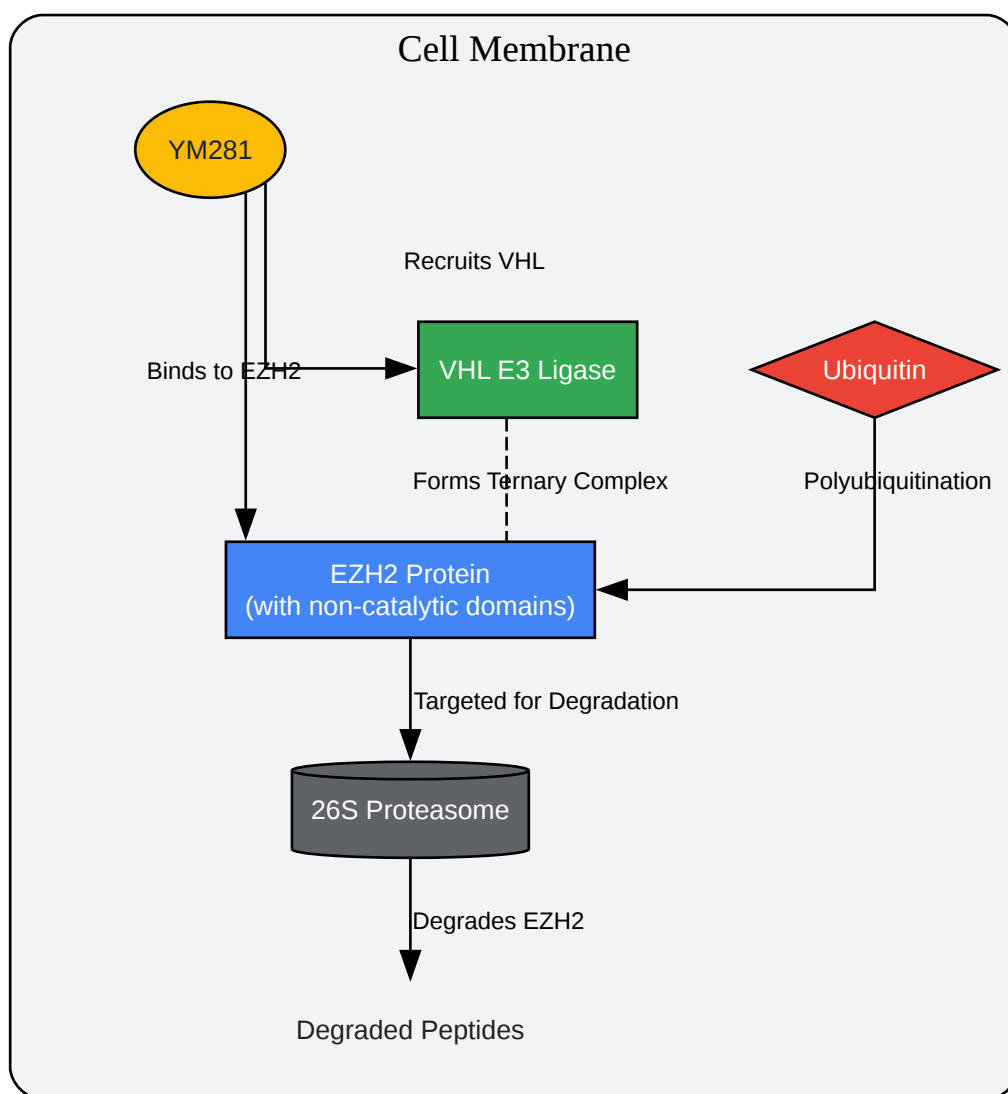 Cell Membrane
YM281
Recruits VHL
Binds to EZH2
VHL E3 Ligase
Ubiquitin
Forms Ternary Complex
Polyubiquitination
EZH2 Protein
(with non-catalytic domains)
Targeted for Degradation
26S Proteasome
Degrades EZH2
Degraded Peptides